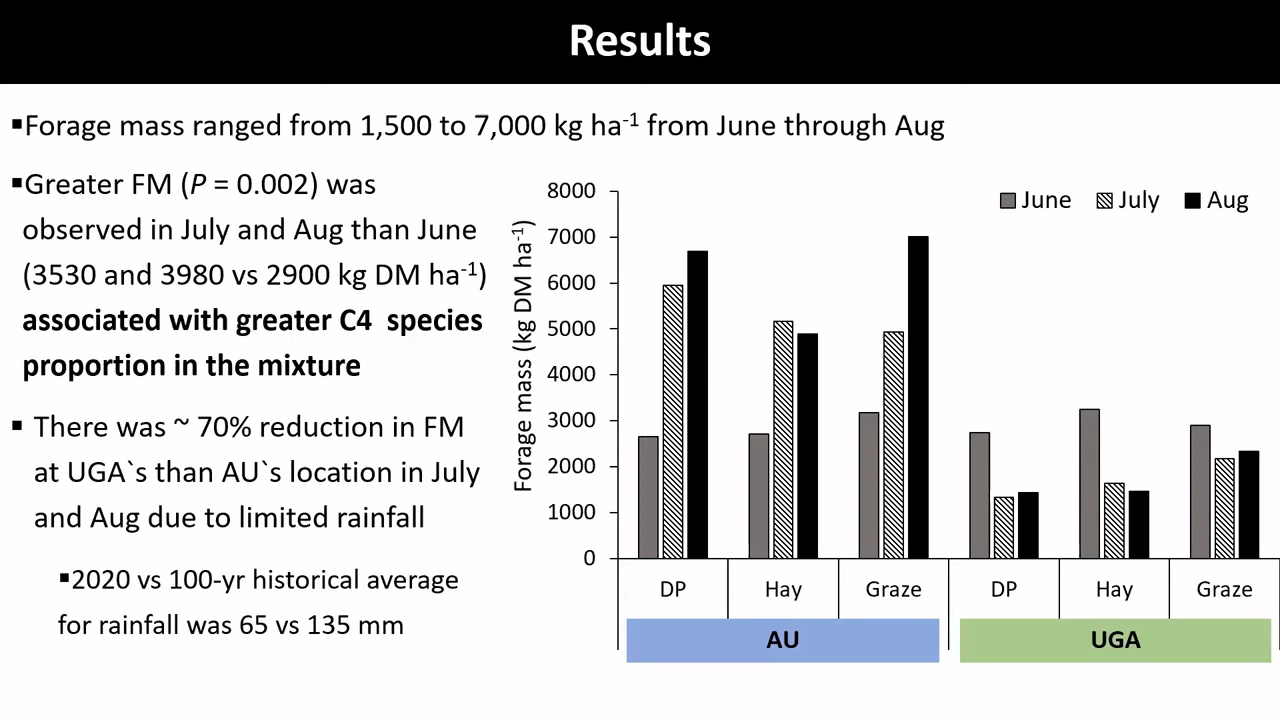 Results
▪Forage mass ranged from 1,500 to 7,000 kg ha-1 from June through Aug
▪Greater FM (P = 0.002) was
observed in July and Aug than June
(3530 and 3980 vs 2900 kg DM ha-1)
associated with greater C4 species
proportion in the mixture
▪ There was ~ 70% reduction in FM
at UGA`s than AU`s location in July
and Aug due to limited rainfall
▪2020 vs 100-yr historical average
for rainfall was 65 vs 135 mm
Forage mass (kg DM ha-1)
8000
7000
6000
5000
4000
3000
2000
1000
0
June July Aug
DP Hay Graze DP Hay Graze
AU UGA